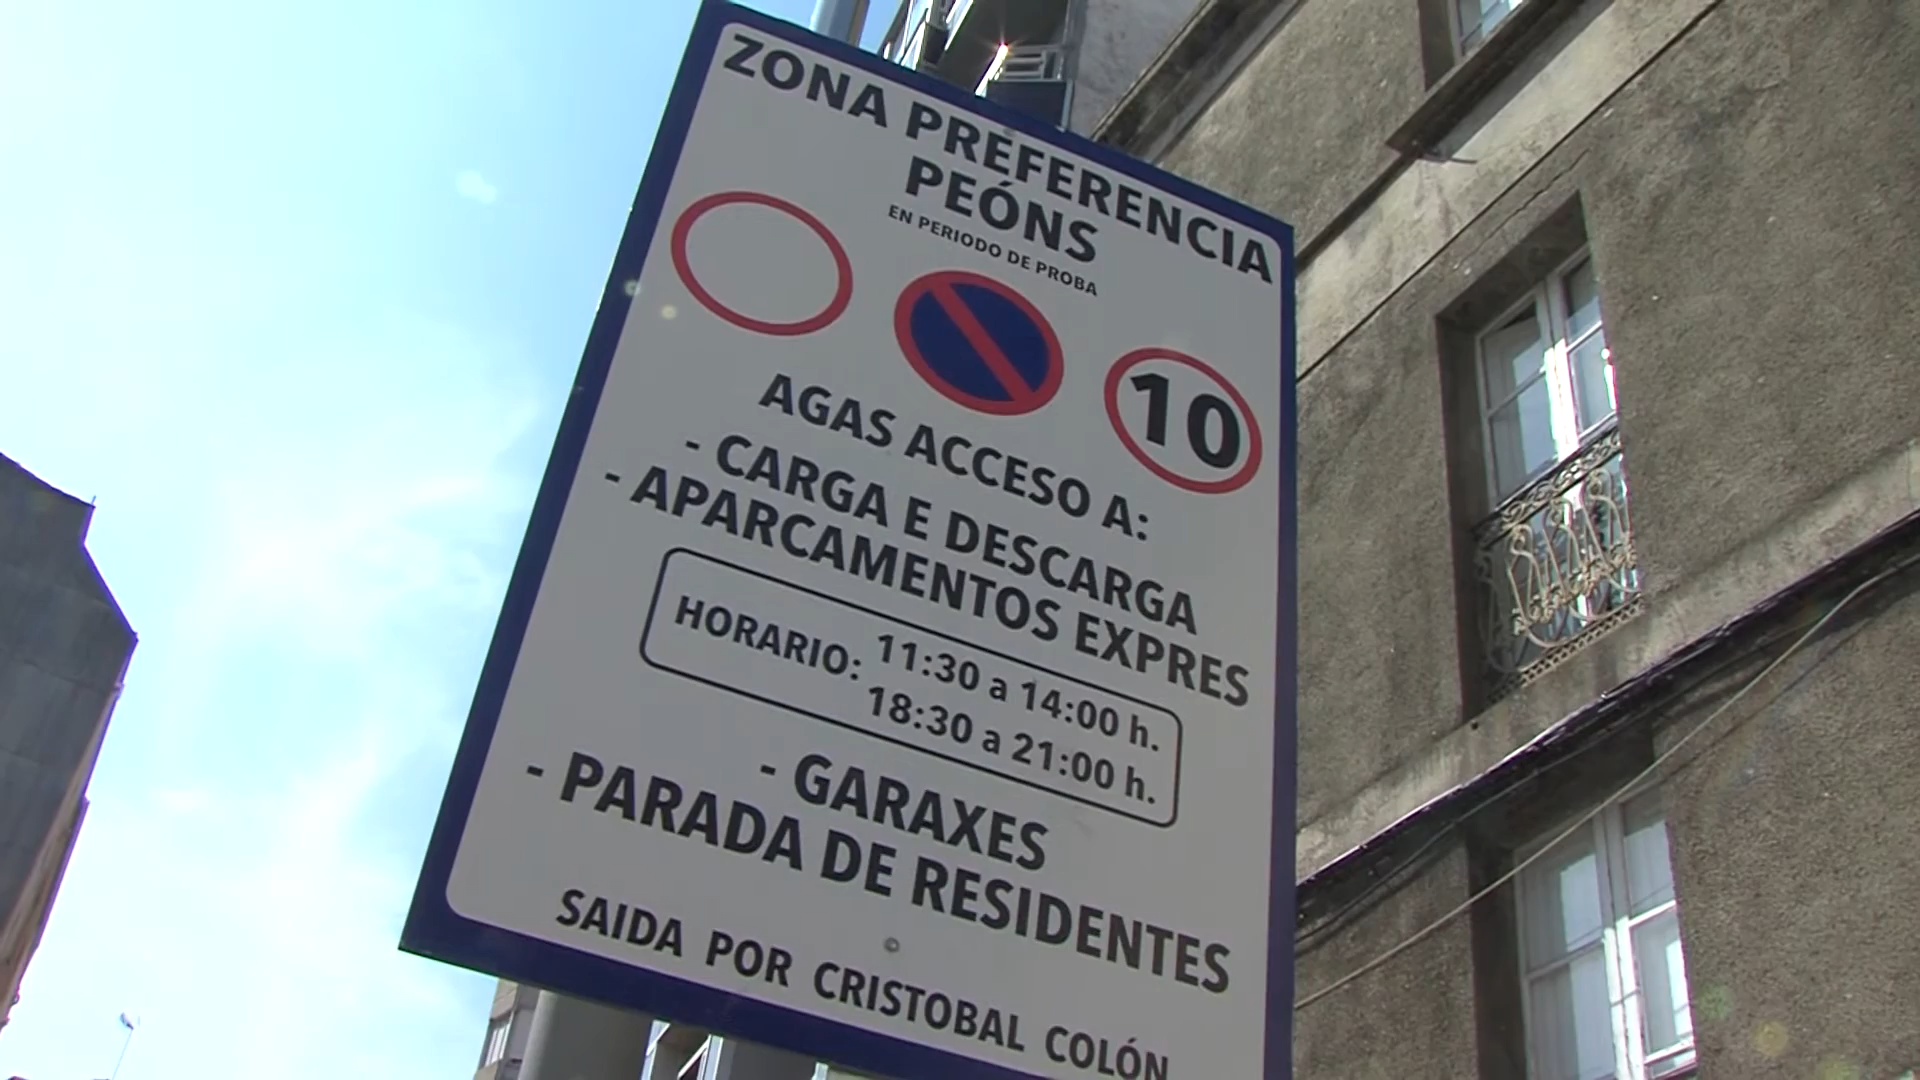 ZONA PREFERENCIA
PEÓNS
EN PERIODO DE PROBA
10
AGAS ACCESO A:
- CARGA E DESCARGA
- APARCAMENTOS EXPRES
HORARIO: 11:30 a 14:00 h.
18:30 a 21:00 h.
- GARAXES
- PARADA DE RESIDENTES
SAIDA POR CRISTOBAL COLÓN